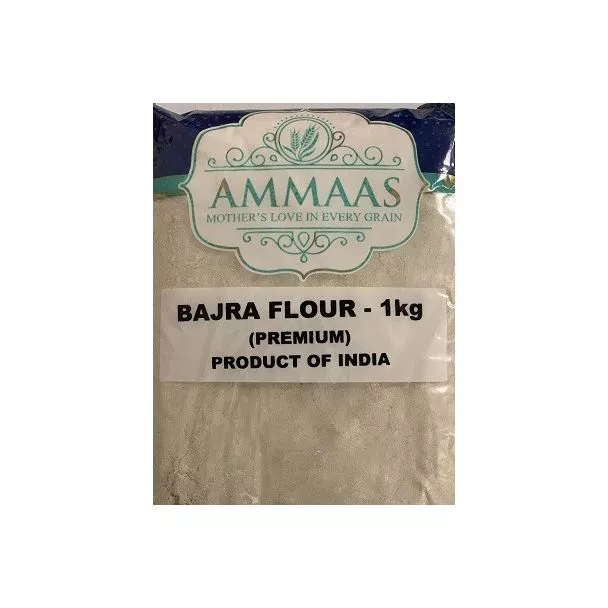 AMMAAS
MOTHER'S LOVE IN EVERY GRAIN
BAJRA FLOUR - 1kg
(PREMIUM)
PRODUCT OF INDIA